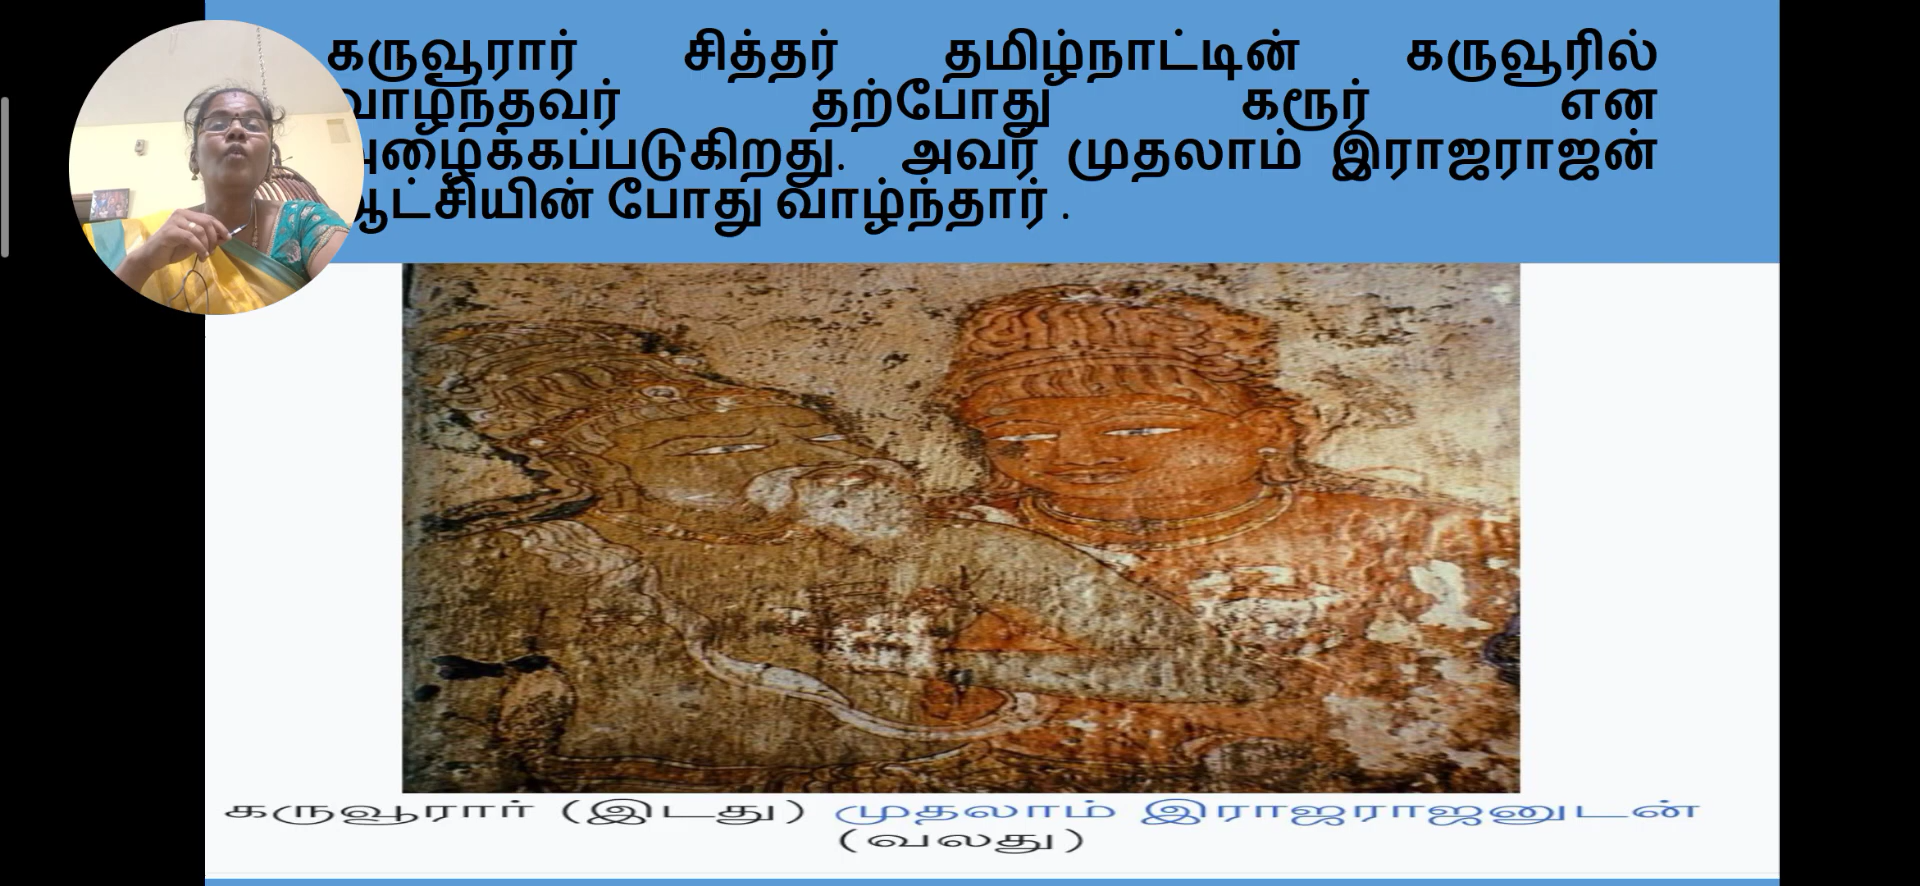 கருவூரார் சித்தர் தமிழ்நாட்டின் கருவூரில்
வாழ்ந்தவர் தற்போது கரூர் என
அழைக்கப்படுகிறது. அவர் முதலாம் இராஜராஜன்
ஆட்சியின் போது வாழ்ந்தார் .
கருவூரார் (இடது) முதலாம் இராஜராஜனுடன்
(வலது)